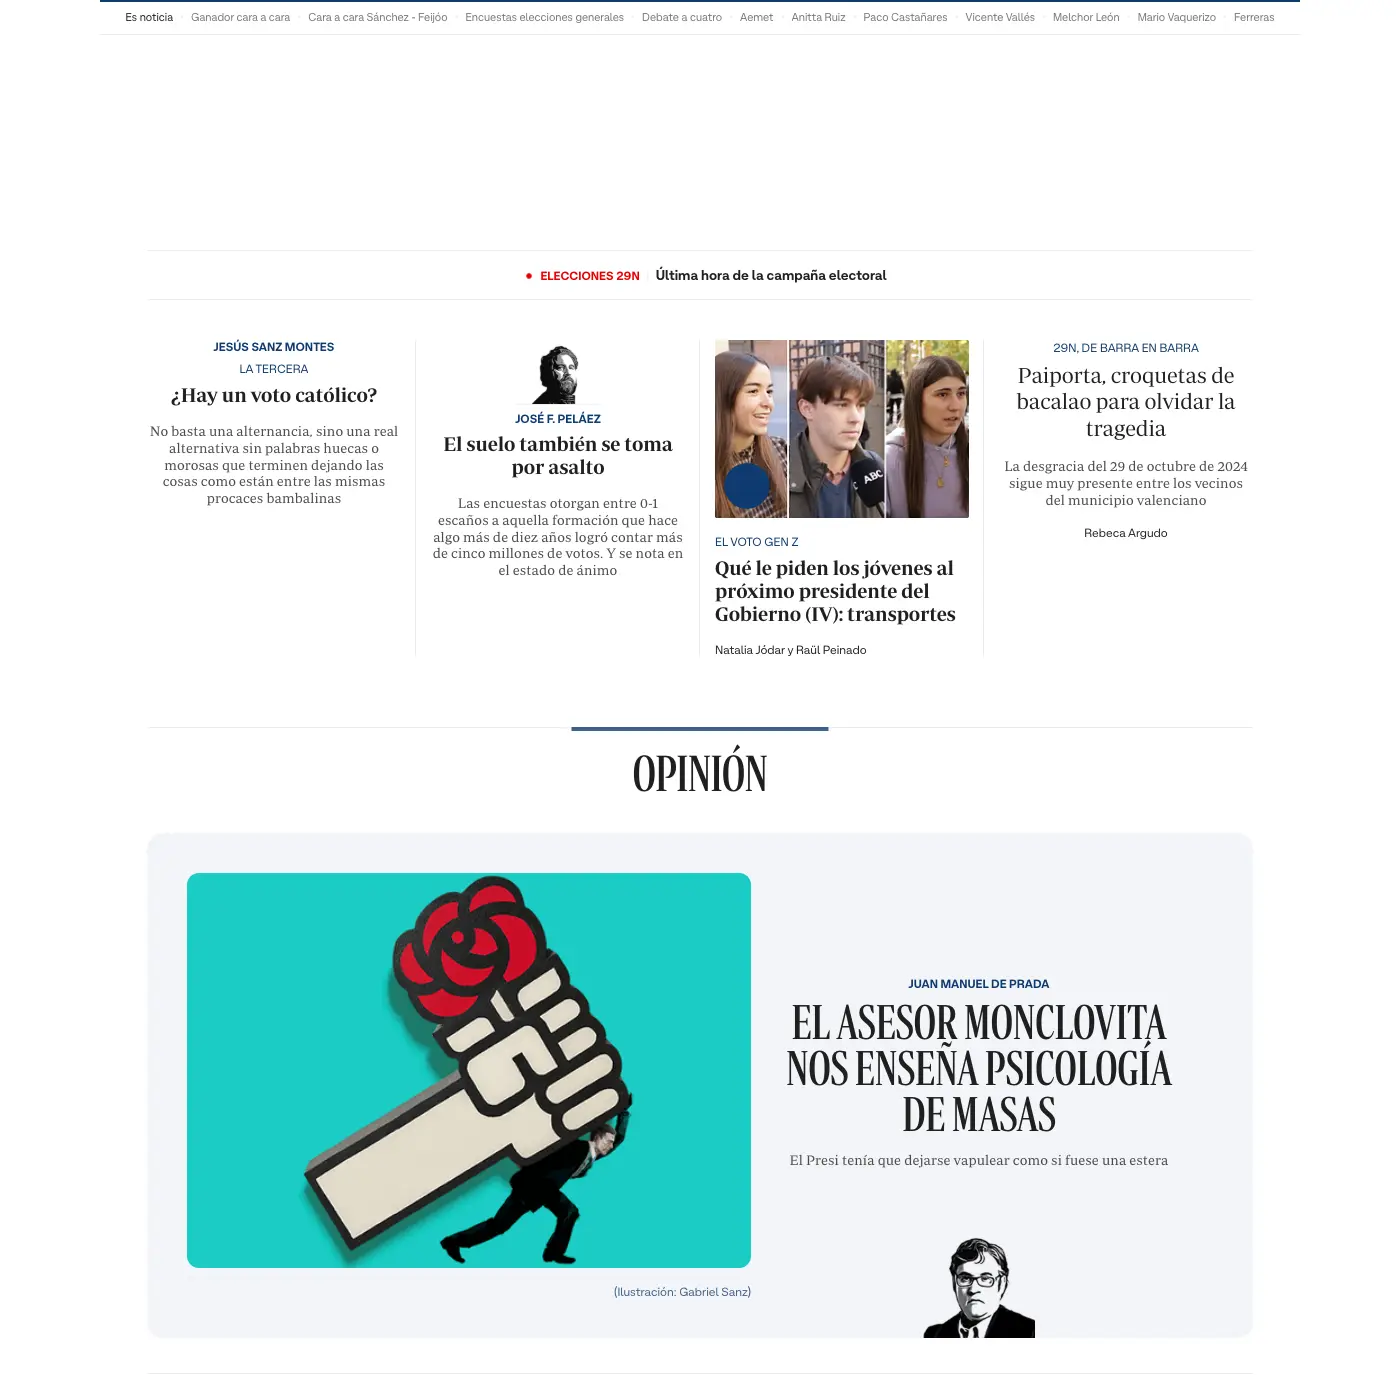 Es noticia
Ganador cara a cara
Cara a cara Sánchez - Feijóo
Encuestas elecciones generales
Debate a cuatro
Aemet
Anitta Ruiz
Paco Castañares
Vicente Vallés
Melchor León
Mario Vaquerizo
Ferreras
ELECCIONES 29N
Última hora de la campaña electoral
JESÚS SANZ MONTES
LA TERCERA
¿Hay un voto católico?
No basta una alternancia, sino una real
alternativa sin palabras huecas o
morosas que terminen dejando las
cosas como están entre las mismas
procaces bambalinas
JOSÉ F. PELÁEZ
El suelo también se toma
por asalto
Las encuestas otorgan entre 0-1
escaños a aquella formación que hace
algo más de diez años logró contar más
de cinco millones de votos. Y se nota en
el estado de ánimo
ABC
EL VOTO GEN Z
Qué le piden los jóvenes al
próximo presidente del
Gobierno (IV): transportes
Natalia Jódar y Raül Peinado
29N, DE BARRA EN BARRA
Paiporta, croquetas de
bacalao para olvidar la
tragedia
La desgracia del 29 de octubre de 2024
sigue muy presente entre los vecinos
del municipio valenciano
Rebeca Argudo
OPINIÓN
(Ilustración: Gabriel Sanz)
JUAN MANUEL DE PRADA
EL ASESOR MONCLOVITA
NOS ENSEÑA PSICOLOGÍA
DE MASAS
El Presi tenía que dejarse vapulear como si fuese una estera